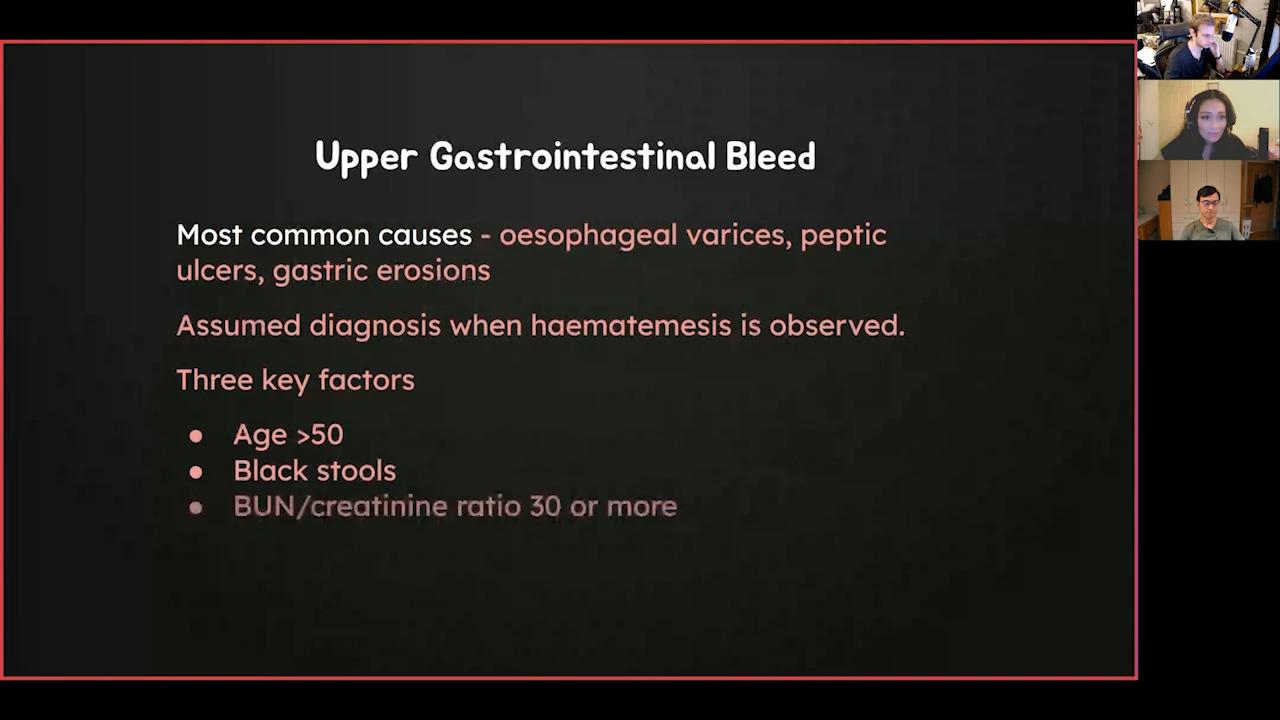 Upper Gastrointestinal Bleed
Most common causes - oesophageal varices, peptic
ulcers, gastric erosions
Assumed diagnosis when haematemesis is observed.
Three key factors
● Age >50
● Black stools
● BUN/creatinine ratio 30 or more